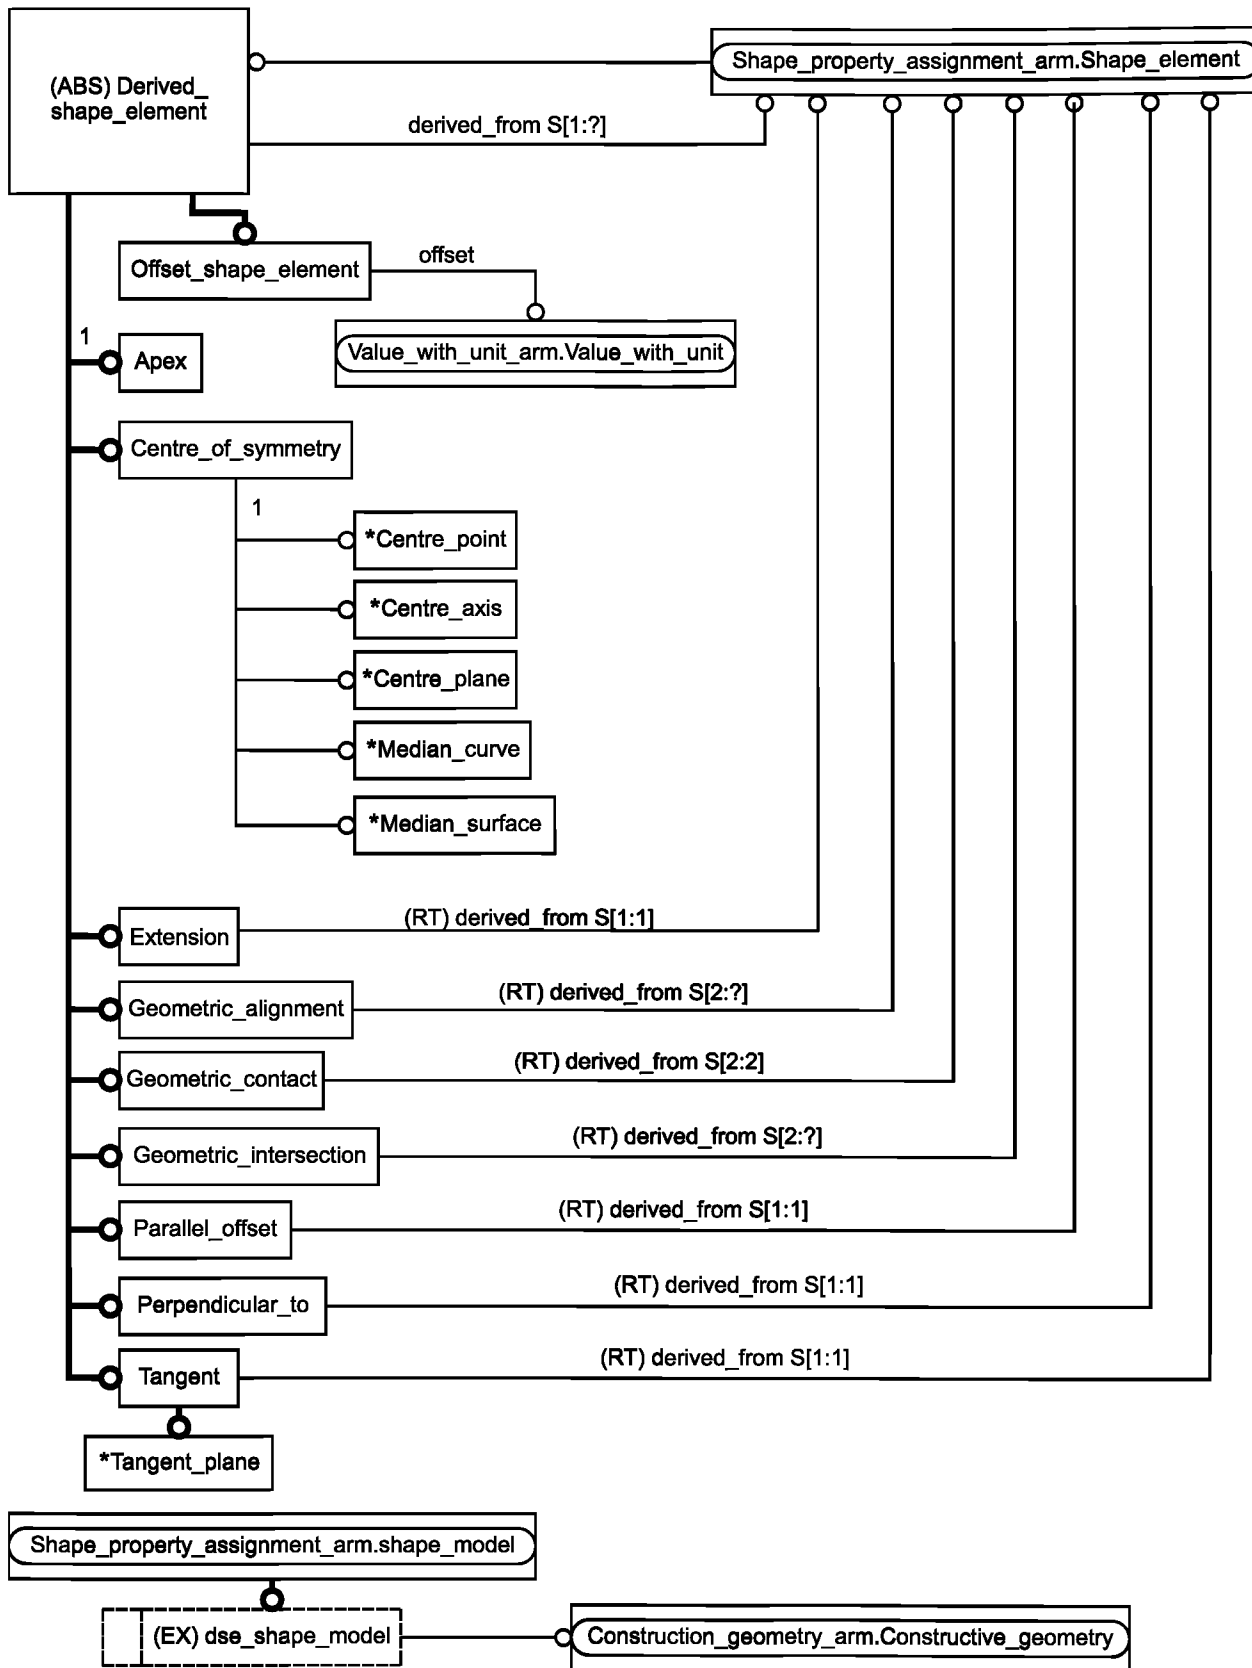 (ABS) Derived_
shape_element
Shape_property_assignment_arm.Shape_element
derived_from S[1:?]
Offset_shape_element
offset
Value_with_unit_arm.Value_with_unit
1
Apex
Centre_of_symmetry
1
*Centre_point
*Centre_axis
*Centre_plane
*Median_curve
*Median_surface
Extension
(RT) derived_from S[1:1]
Geometric_alignment
(RT) derived_from S[2:?]
Geometric_contact
(RT) derived_from S[2:2]
Geometric_intersection
(RT) derived_from S[2:?]
Parallel_offset
(RT) derived_from S[1:1]
Perpendicular_to
(RT) derived_from S[1:1]
Tangent
(RT) derived_from S[1:1]
*Tangent_plane
Shape_property_assignment_arm.shape_model
(EX) dse_shape_model
Construction_geometry_arm.Constructive_geometry